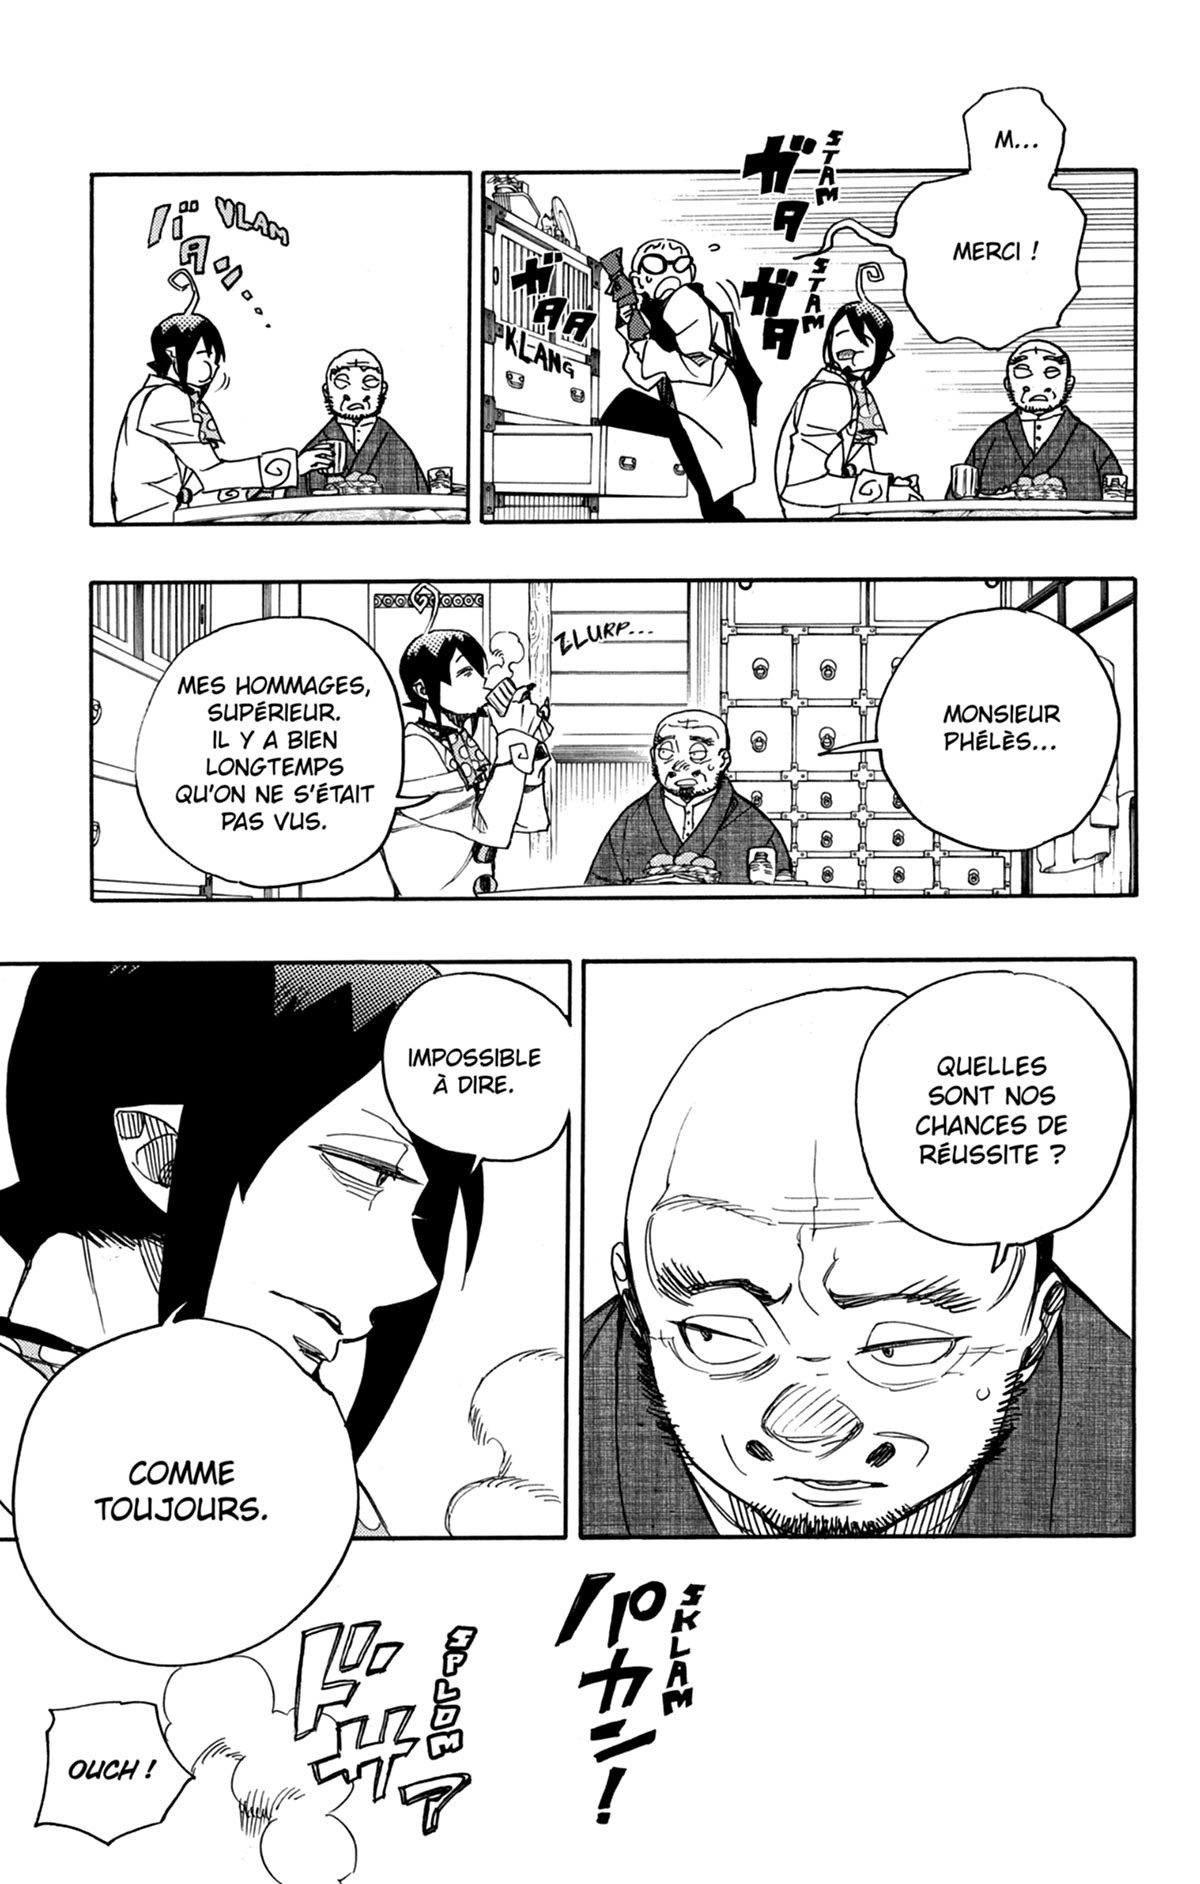 M...
MERCI !
STAM
ガタ
STAM
ガタ
ガタタ
KLANG
VLAM
バタン...
MONSIEUR
PHÉLÈS...
ZLURP...
MES HOMMAGES,
SUPÉRIEUR.
IL Y A BIEN
LONGTEMPS
QU'ON NE S'ÉTAIT
PAS VUS.
QUELLES
SONT NOS
CHANCES DE
RÉUSSITE ?
IMPOSSIBLE
À DIRE.
COMME
TOUJOURS.
SKLAM
パカン!
SPLOM
ドサァ
OUCH !